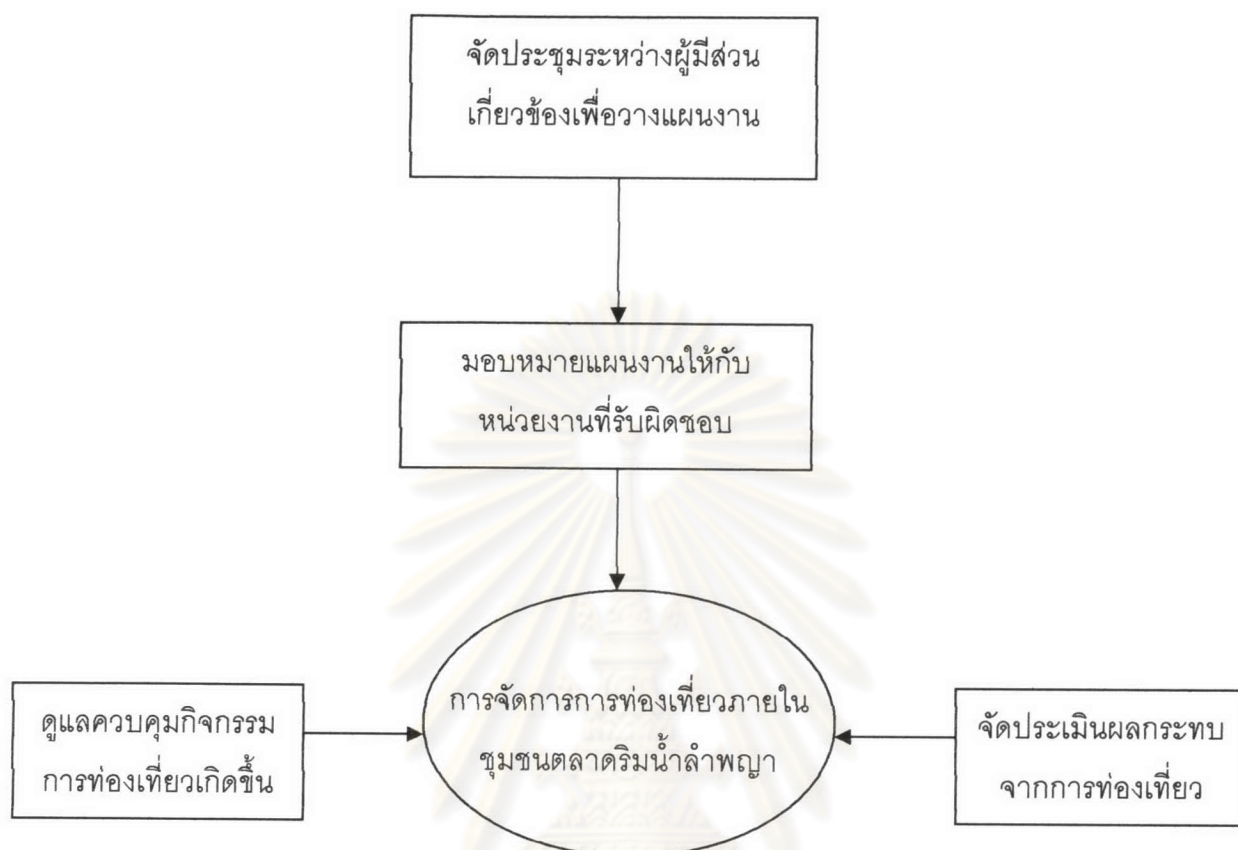 จัดประชุมระหว่างผู้มีส่วน
เกี่ยวข้องเพื่อวางแผนงาน
มอบหมายแผนงานให้กับ
หน่วยงานที่รับผิดชอบ
การจัดการการท่องเที่ยวภายใน
ชุมชนตลาดริมน้ำลำพญา
ดูแลควบคุมกิจกรรม
การท่องเที่ยวเกิดขึ้น
จัดประเมินผลกระทบ
จากการท่องเที่ยว